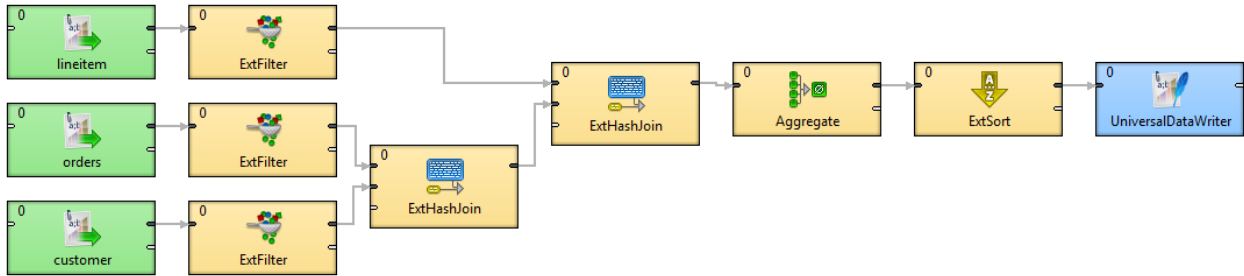 0
lineitem
0
ExtFilter
0
orders
0
ExtFilter
0
customer
0
ExtFilter
0
ExtHashJoin
0
ExtHashJoin
0
Aggregate
0
ExtSort
0
UniversalDataWriter